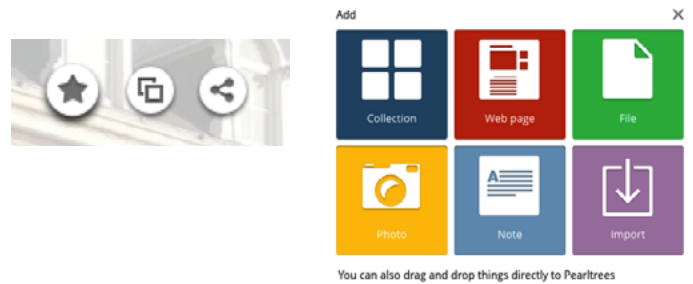 Add
Collection
Web page
File
Photo
A
Note
Import
You can also drag and drop things directly to Pearltrees